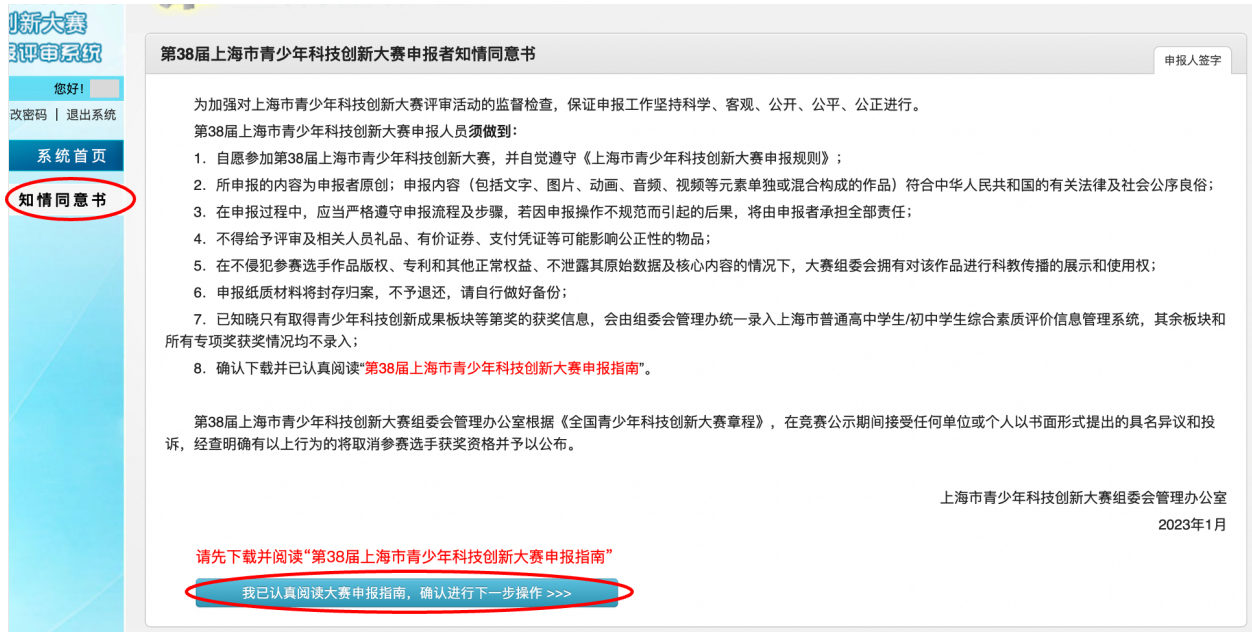 创新大赛
报评审系统
您好!
改密码 | 退出系统
系统首页
知情同意书
第38届上海市青少年科技创新大赛申报者知情同意书
申报人签字
为加强对上海市青少年科技创新大赛评审活动的监督检查，保证申报工作坚持科学、客观、公开、公平、公正进行。
第38届上海市青少年科技创新大赛申报人员须做到：
1. 自愿参加第38届上海市青少年科技创新大赛，并自觉遵守《上海市青少年科技创新大赛申报规则》；
2. 所申报的内容为申报者原创；申报内容（包括文字、图片、动画、音频、视频等元素单独或混合构成的作品）符合中华人民共和国的有关法律及社会公序良俗；
3. 在申报过程中，应当严格遵守申报流程及步骤，若因申报操作不规范而引起的后果，将由申报者承担全部责任；
4. 不得给予评审及相关人员礼品、有价证券、支付凭证等可能影响公正性的物品；
5. 在不侵犯参赛选手作品版权、专利和其他正常权益、不泄露其原始数据及核心内容的情况下，大赛组委会拥有对该作品进行科教传播的展示和使用权；
6. 申报纸质材料将封存归案，不予退还，请自行做好备份；
7. 已知晓只有取得青少年科技创新成果板块等第奖的获奖信息，会由组委会管理办统一录入上海市普通高中学生/初中学生综合素质评价信息管理系统，其余板块和
所有专项奖获奖情况均不录入；
8. 确认下载并已认真阅读“第38届上海市青少年科技创新大赛申报指南”。
第38届上海市青少年科技创新大赛组委会管理办公室根据《全国青少年科技创新大赛章程》，在竞赛公示期间接受任何单位或个人以书面形式提出的具名异议和投
诉，经查明确有以上行为的将取消参赛选手获奖资格并予以公布。
上海市青少年科技创新大赛组委会管理办公室
2023年1月
请先下载并阅读“第38届上海市青少年科技创新大赛申报指南”
我已认真阅读大赛申报指南，确认进行下一步操作 >>>